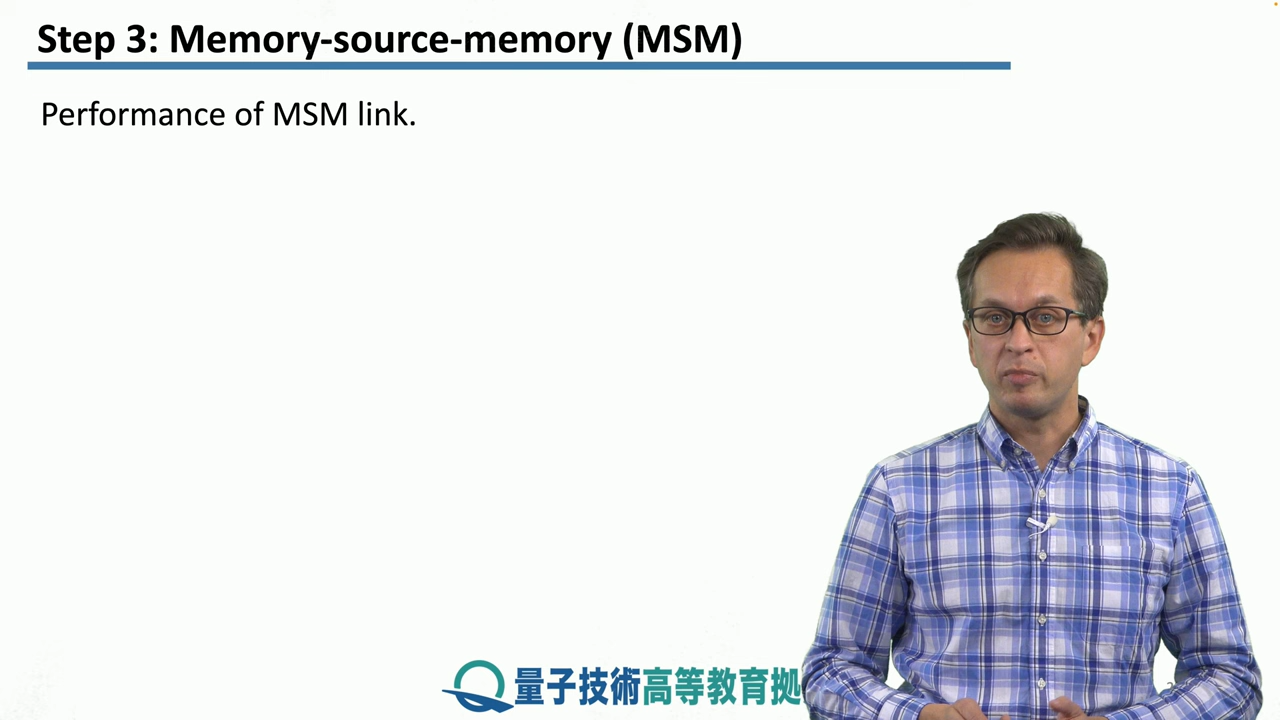 Step 3: Memory-source-memory (MSM)
Performance of MSM link.
量子技術高等教育拠